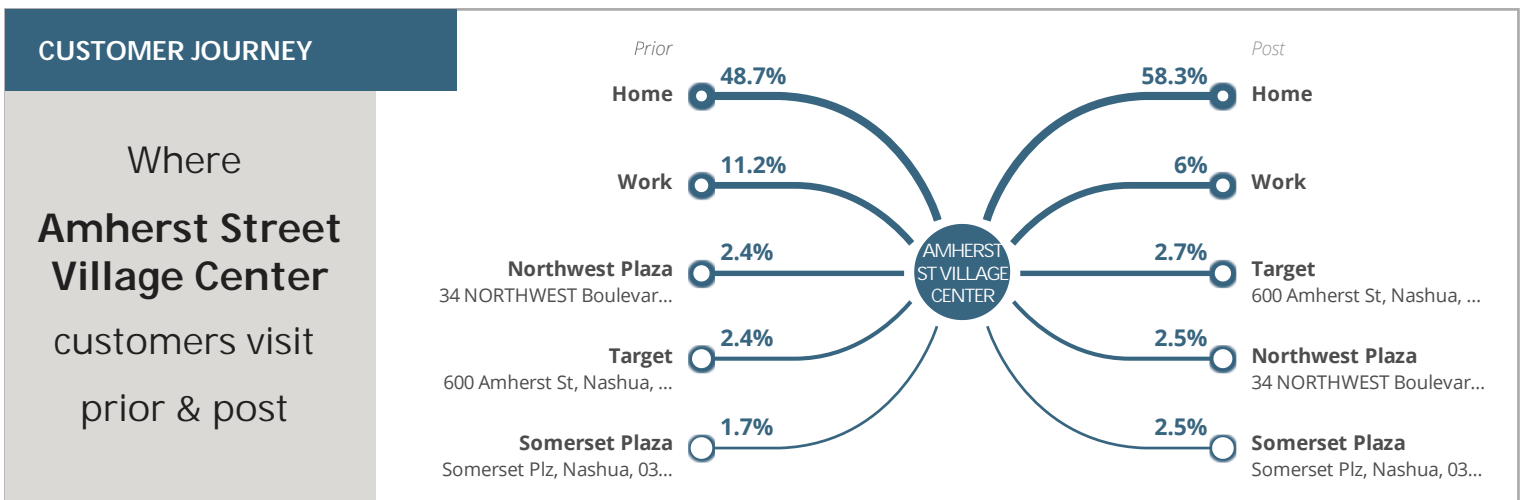 CUSTOMER JOURNEY
Where
Amherst Street
Village Center
customers visit
prior & post
Prior
Home
48.7%
Work
11.2%
Northwest Plaza
34 NORTHWEST Boulevar...
2.4%
Target
600 Amherst St, Nashua, ...
2.4%
Somerset Plaza
Somerset Plz, Nashua, 03...
1.7%
AMHERST
ST VILLAGE
CENTER
Post
58.3%
Home
6%
Work
2.7%
Target
600 Amherst St, Nashua, ...
2.5%
Northwest Plaza
34 NORTHWEST Boulevar...
2.5%
Somerset Plaza
Somerset Plz, Nashua, 03...